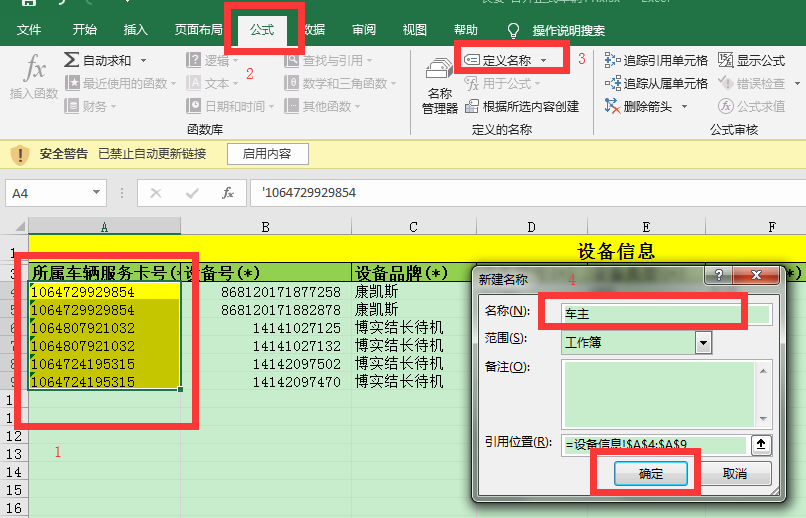 文件 开始 插入 页面布局 公式 数据 审阅 视图 帮助 操作说明搜索
fx 插入函数
Σ 自动求和 逻辑 查找与引用
最近使用的函数 文本 数学和三角函数
财务 日期和时间 其他函数
函数库
名称管理器
定义名称
用于公式
根据所选内容创建
定义的名称
追踪引用单元格 显示公式
追踪从属单元格 错误检查
删除箭头 公式求值
公式审核
2
3
安全警告 已禁止自动更新链接 启用内容
A4 fx '1064729929854
A B C D E F
1 设备信息
3 所属车辆服务卡号(* 设备号(*) 设备品牌(*) *)
4 1064729929854 868120171877258 康凯斯
5 1064729929854 868120171882878 康凯斯
6 1064807921032 14141027125 博实结长待机
7 1064807921032 14141027132 博实结长待机
8 1064724195315 14142097502 博实结长待机
9 1064724195315 14142097470 博实结长待机
12
13
14
15
16
1
新建名称 4 ? X
名称(N): 车主
范围(S): 工作簿
备注(O):
引用位置(R): =设备信息!$A$4:$A$9
确定 取消